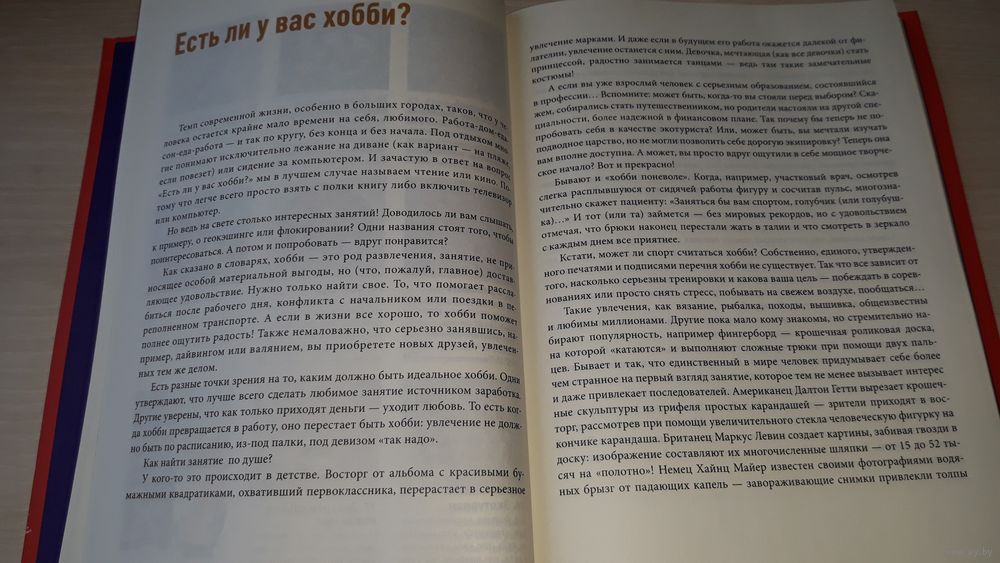 Есть ли у вас хобби?
Темп современной жизни, особенно в больших городах, таков, что у че-
ловека остается крайне мало времени на себя, любимого. Работа-дом-еда-
сон-еда-работа — и так по кругу, без конца и без начала. Под отдыхом мно-
гие понимают исключительно лежание на диване (как вариант — на пляже,
если повезет) или сидение за компьютером. И зачастую в ответ на вопрос
«Есть ли у вас хобби?» мы в лучшем случае называем чтение или кино. По-
тому что легче всего просто взять с полки книгу либо включить телевизор
или компьютер.
Но ведь на свете столько интересных занятий! Доводилось ли вам слышать,
к примеру, о геокэшинге или флокировании? Одни названия стоят того, чтобы
поинтересоваться. А потом и попробовать — вдруг понравится?
Как сказано в словарях, хобби — это род развлечения, занятие, не при-
носящее особой материальной выгоды, но (что, пожалуй, главное) достав-
ляющее удовольствие. Нужно только найти свое. То, что помогает рассла-
биться после рабочего дня, конфликта с начальником или поездки в пе-
реполненном транспорте. А если в жизни все хорошо, то хобби поможет
полнее ощутить радость! Также немаловажно, что серьезно занявшись, на-
пример, дайвингом или валянием, вы приобретете новых друзей, увлечен-
ных тем же делом.
Есть разные точки зрения на то, каким должно быть идеальное хобби. Одни
утверждают, что лучше всего сделать любимое занятие источником заработка.
Другие уверены, что как только приходят деньги — уходит любовь. То есть ког-
да хобби превращается в работу, оно перестает быть хобби: увлечение не долж-
но быть по расписанию, из-под палки, под девизом «так надо».
Как найти занятие по душе?
У кого-то это происходит в детстве. Восторг от альбома с красивыми бу-
мажными квадратиками, охвативший первоклассника, перерастает в серьезное
увлечение марками. И даже если в будущем его работа окажется далекой от фи-
лателии, увлечение останется с ним. Девочка, мечтающая (как все девочки) стать
принцессой, радостно занимается танцами — ведь там такие замечательные
костюмы!
А если вы уже взрослый человек с серьезным образованием, состоявшийся
в профессии… Вспомните: может быть, когда-то вы стояли перед выбором? Ска-
жем, собирались стать путешественником, но родители настояли на другой спе-
циальности, более надежной в финансовом плане. Так почему бы теперь не по-
пробовать себя в качестве экотуриста? Или, может быть, вы мечтали изучать
подводное царство, но не могли позволить себе дорогую экипировку? Теперь она
вам вполне доступна. А может, вы просто вдруг ощутили в себе мощное творче-
ское начало? Вот и прекрасно!
Бывают и «хобби поневоле». Когда, например, участковый врач, осмотрев
слегка расплывшуюся от сидячей работы фигуру и сосчитав пульс, многозна-
чительно скажет пациенту: «Заняться бы вам спортом, голубчик (или голубуш-
ка)…» И тот (или та) займется — без мировых рекордов, но с удовольствием
отмечая, что брюки наконец перестали жать в талии и что смотреть в зеркало
с каждым днем все приятнее.
Кстати, может ли спорт считаться хобби? Собственно, единого, утвержден-
ного печатями и подписями перечня хобби не существует. Так что все зависит от
того, насколько серьезны тренировки и какова ваша цель — побеждать в сорев-
нованиях или просто снять стресс, побывать на свежем воздухе, пообщаться…
Такие увлечения, как вязание, рыбалка, походы, вышивка, общеизвестны
и любимы миллионами. Другие пока мало кому знакомы, но стремительно на-
бирают популярность, например фингерборд — крошечная роликовая доска,
на которой «катаются» и выполняют сложные трюки при помощи двух паль-
цев. Бывает и так, что единственный в мире человек придумывает себе более
чем странное на первый взгляд занятие, которое тем не менее вызывает интерес
и даже привлекает последователей. Американец Далтон Гетти вырезает крошеч-
ные скульптуры из грифеля простых карандашей — зрители приходят в вос-
торг, рассмотрев при помощи увеличительного стекла человеческую фигурку на
кончике карандаша. Британец Маркус Левин создает картины, забивая гвозди в
доску: изображение составляют их многочисленные шляпки — от 15 до 52 ты-
сяч на «полотно»! Немец Хайнц Майер известен своими фотографиями водя-
ных брызг от падающих капель — завораживающие снимки привлекли толпы